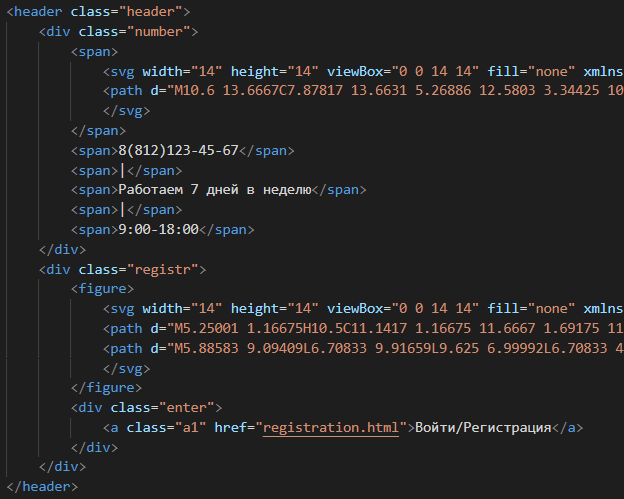 <header class="header">
<div class="number">
<span>
<svg width="14" height="14" viewBox="0 0 14 14" fill="none" xmlns
<path d="M10.6 13.6667C7.87817 13.6631 5.26886 12.5803 3.34425 10
</svg>
</span>
<span>8(812)123-45-67</span>
<span>|</span>
<span>Работаем 7 дней в неделю</span>
<span>|</span>
<span>9:00-18:00</span>
</div>
<div class="registr">
<figure>
<svg width="14" height="14" viewBox="0 0 14 14" fill="none" xmlns
<path d="M5.25001 1.16675H10.5C11.1417 1.16675 11.6667 1.69175 11
<path d="M5.88583 9.09409L6.70833 9.91659L9.625 6.99992L6.70833 4
</svg>
</figure>
<div class="enter">
<a class="a1" href="registration.html">Войти/Регистрация</a>
</div>
</div>
</header>